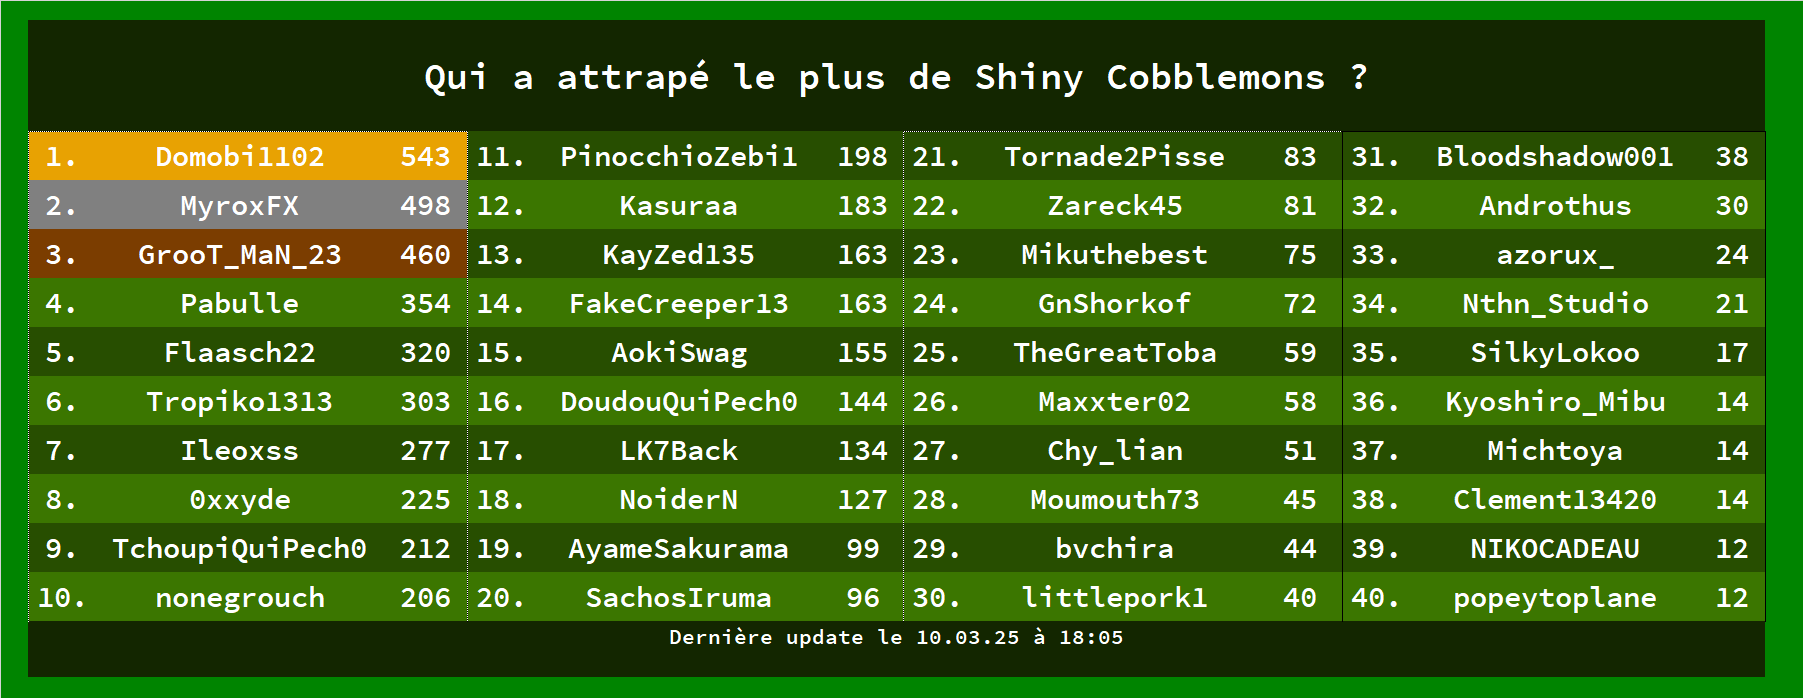 Qui a attrapé le plus de Shiny Cobblemons ?
1. Domobi1102 543 11. PinocchioZebi1 198 21. Tornade2Pisse 83 31. Bloodshadow001 38
2. MyroxFX 498 12. Kasuraa 183 22. Zareck45 81 32. Androthus 30
3. GrooT_MaN_23 460 13. KayZed135 163 23. Mikuthebest 75 33. azorux_ 24
4. Pabulle 354 14. FakeCreeper13 163 24. GnShorkof 72 34. Nthn_Studio 21
5. Flaasch22 320 15. AokiSwag 155 25. TheGreatToba 59 35. SilkyLokoo 17
6. Tropiko1313 303 16. DoudouQuiPech0 144 26. Maxxter02 58 36. Kyoshiro_Mibu 14
7. Ileoxss 277 17. LK7Back 134 27. Chy_lian 51 37. Michtoya 14
8. 0xxyde 225 18. NoiderN 127 28. Moumouth73 45 38. Clement13420 14
9. TchoupiQuiPech0 212 19. AyameSakurama 99 29. bvchira 44 39. NIKOCADEAU 12
10. nonegrouch 206 20. SachosIruma 96 30. littlepork1 40 40. popeytoplane 12
Dernière update le 10.03.25 à 18:05